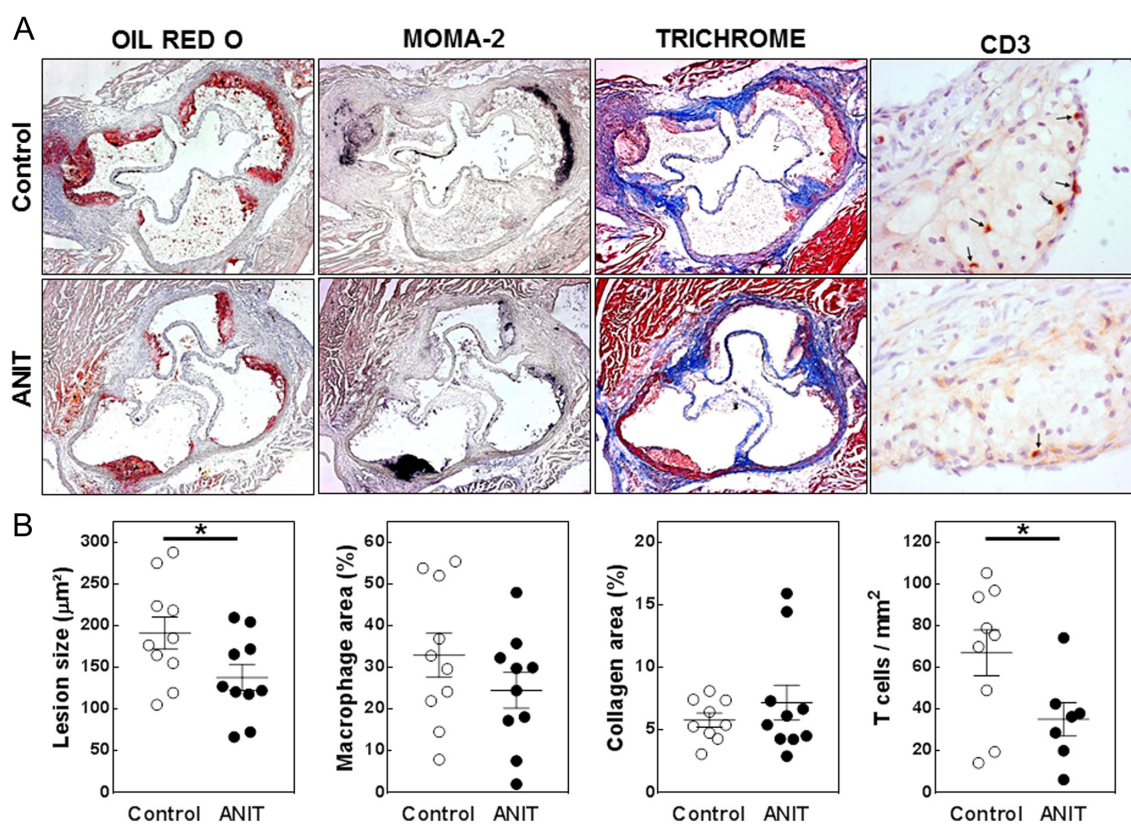 A
OIL RED O MOMA-2 TRICHROME CD3
Control
ANIT
B
Lesion size (μm²)
300
250
200
150
100
50
0
*
Control ANIT
Macrophage area (%)
60
50
40
30
20
10
0
Control ANIT
Collagen area (%)
20
15
10
5
0
Control ANIT
T cells / mm²
120
100
80
60
40
20
0
*
Control ANIT